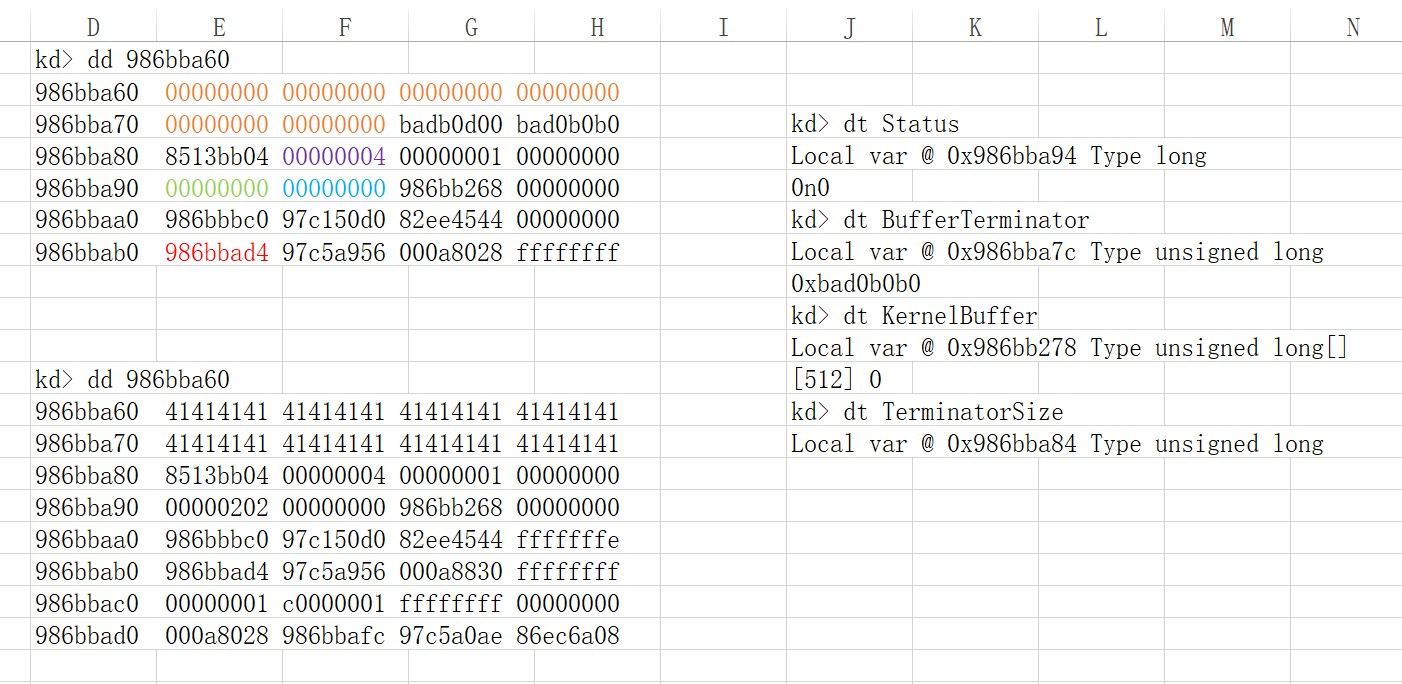 D E F G H I J K L M N
kd> dd 986bba60
986bba60 00000000 00000000 00000000 00000000
986bba70 00000000 00000000 badb0d00 bad0b0b0
kd> dt Status
986bba80 8513bb04 00000004 00000001 00000000
Local var @ 0x986bba94 Type long
986bba90 00000000 00000000 986bb268 00000000
0n0
986bbaa0 986bbbc0 97c150d0 82ee4544 00000000
kd> dt BufferTerminator
986bbab0 986bbad4 97c5a956 000a8028 ffffffff
Local var @ 0x986bba7c Type unsigned long
0xbad0b0b0
kd> dt KernelBuffer
Local var @ 0x986bb278 Type unsigned long[]
kd> dd 986bba60
[512] 0
986bba60 41414141 41414141 41414141 41414141
kd> dt TerminatorSize
986bba70 41414141 41414141 41414141 41414141
Local var @ 0x986bba84 Type unsigned long
986bba80 8513bb04 00000004 00000001 00000000
986bba90 00000202 00000000 986bb268 00000000
986bbaa0 986bbbc0 97c150d0 82ee4544 fffffffe
986bbab0 986bbad4 97c5a956 000a8830 ffffffff
986bbac0 00000001 c0000001 ffffffff 00000000
986bbad0 000a8028 986bbafc 97c5a0ae 86ec6a08